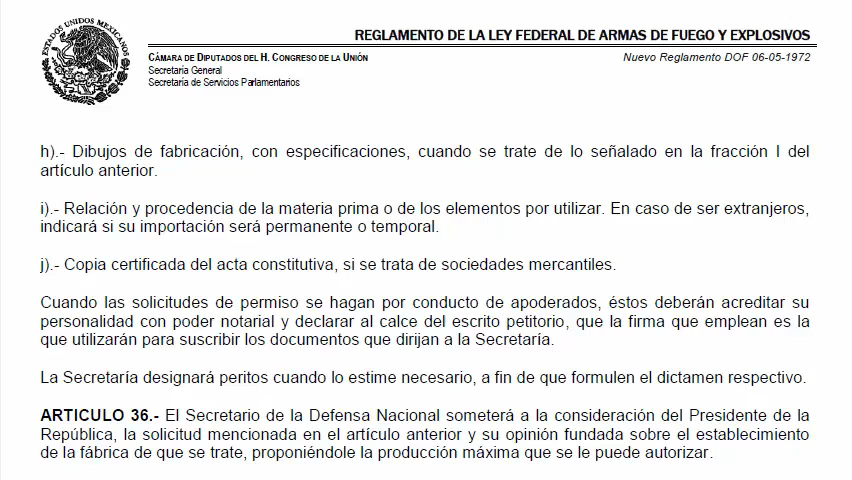 ESTADOS UNIDOS MEXICANOS
REGLAMENTO DE LA LEY FEDERAL DE ARMAS DE FUEGO Y EXPLOSIVOS
CÁMARA DE DIPUTADOS DEL H. CONGRESO DE LA UNIÓN
Nuevo Reglamento DOF 06-05-1972
Secretaría General
Secretaría de Servicios Parlamentarios
h).- Dibujos de fabricación, con especificaciones, cuando se trate de lo señalado en la fracción I del
artículo anterior.
i).- Relación y procedencia de la materia prima o de los elementos por utilizar. En caso de ser extranjeros,
indicará si su importación será permanente o temporal.
j).- Copia certificada del acta constitutiva, si se trata de sociedades mercantiles.
Cuando las solicitudes de permiso se hagan por conducto de apoderados, éstos deberán acreditar su
personalidad con poder notarial y declarar al calce del escrito petitorio, que la firma que emplean es la
que utilizarán para suscribir los documentos que dirijan a la Secretaría.
La Secretaría designará peritos cuando lo estime necesario, a fin de que formulen el dictamen respectivo.
ARTICULO 36.- El Secretario de la Defensa Nacional someterá a la consideración del Presidente de la
República, la solicitud mencionada en el artículo anterior y su opinión fundada sobre el establecimiento
de la fábrica de que se trate, proponiéndole la producción máxima que se le puede autorizar.